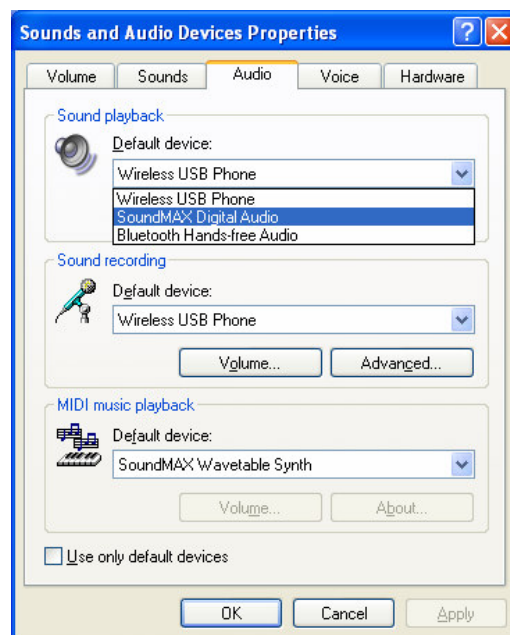 Sounds and Audio Devices Properties
Volume Sounds Audio Voice Hardware
Sound playback
Default device:
Wireless USB Phone
Wireless USB Phone
SoundMAX Digital Audio
Bluetooth Hands-free Audio
Sound recording
Default device:
Wireless USB Phone
Volume... Advanced...
MIDI music playback
Default device:
SoundMAX Wavetable Synth
Volume... About...
Use only default devices
OK Cancel Apply